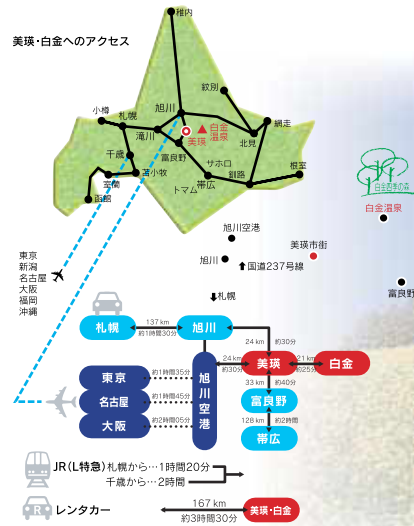 美瑛・白金へのアクセス
稚内
紋別
旭川
小樽
札幌
滝川
美瑛
白金
温泉
網走
北見
千歳
富良野
サホロ
根室
室蘭
苫小牧
トマム
帯広
釧路
函館
白金四季の森
白金温泉
旭川空港
美瑛市街
旭川
国道237号線
富良野
札幌
東京
新潟
名古屋
大阪
福岡
沖縄
札幌
137 km
約1時間30分
旭川
24 km
約30分
24 km
約30分
美瑛
21 km
約25分
白金
東京
約1時間35分
旭川空港
33 km
約40分
名古屋
約1時間45分
富良野
大阪
約2時間05分
128 km
約2時間
帯広
JR(L特急)札幌から…1時間20分
千歳から…2時間
R
レンタカー
167 km
約3時間30分
美瑛・白金